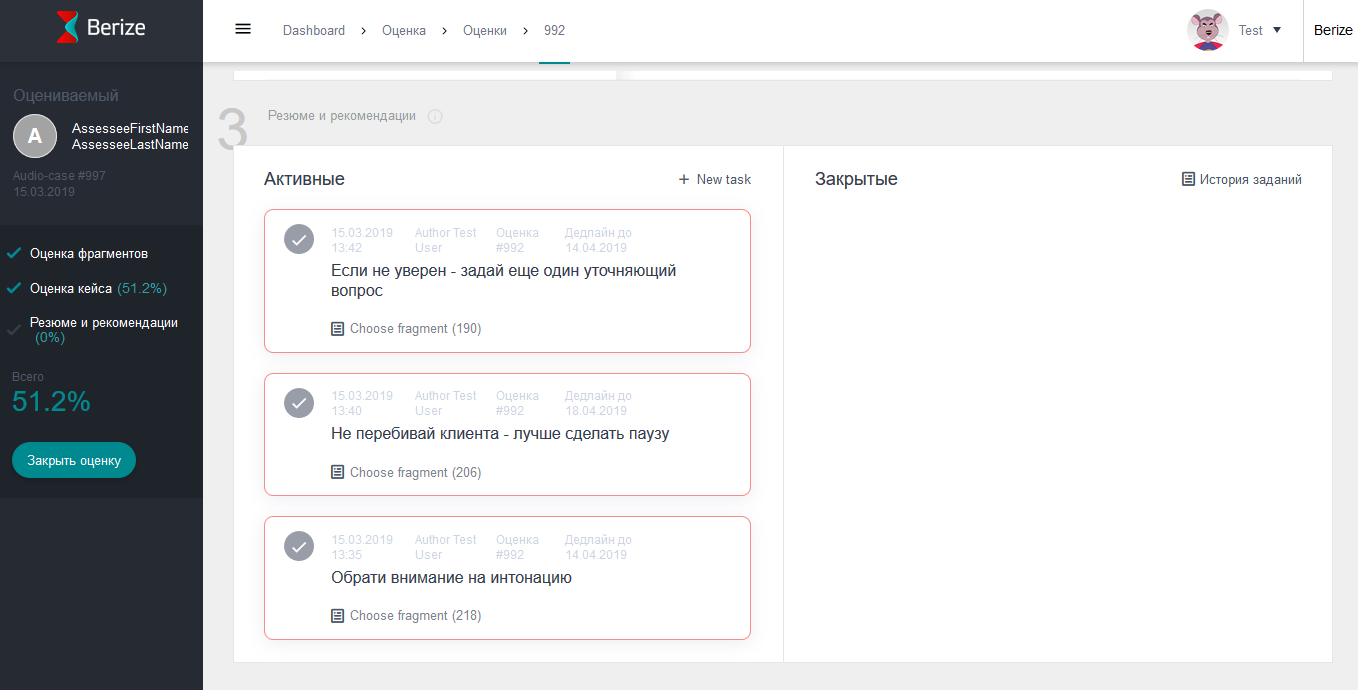 Berize
Dashboard
Оценка
Оценки
992
Test
Berize
Оцениваемый
A
AssesseeFirstName
AssesseeLastName
Audio-case #997
15.03.2019
Оценка фрагментов
Оценка кейса (51.2%)
Резюме и рекомендации
(0%)
Всего
51.2%
Закрыть оценку
3
Резюме и рекомендации
Активные
+ New task
15.03.2019
13:42
Author Test
User
Оценка
#992
Дедлайн до
14.04.2019
Если не уверен - задай еще один уточняющий
вопрос
Choose fragment (190)
15.03.2019
13:40
Author Test
User
Оценка
#992
Дедлайн до
18.04.2019
Не перебивай клиента - лучше сделать паузу
Choose fragment (206)
15.03.2019
13:35
Author Test
User
Оценка
#992
Дедлайн до
14.04.2019
Обрати внимание на интонацию
Choose fragment (218)
Закрытые
История заданий